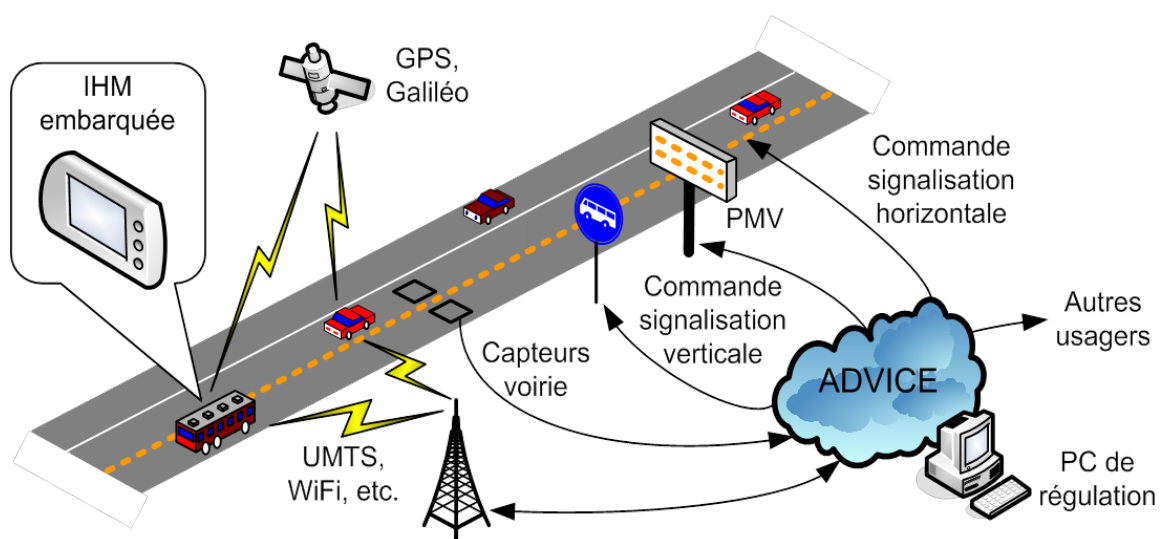 IHM
embarquée
GPS,
Galiléo
Commande
signalisation
horizontale
PMV
Commande
signalisation
verticale
Capteurs
voirie
UMTS,
WiFi, etc.
ADVICE
Autres
usagers
PC de
régulation